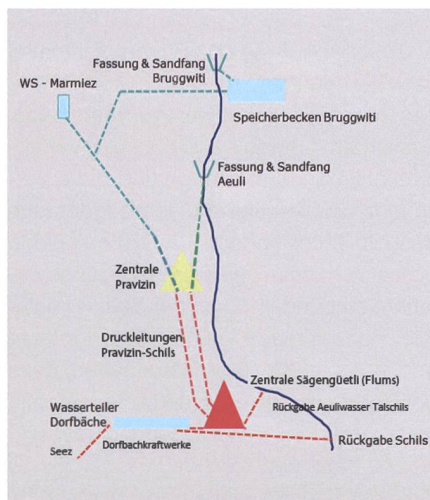 Fassung & Sandfang
Bruggwiti
WS - Marmiez
Speicherbecken Bruggwiti
Fassung & Sandfang
Aeuli
Zentrale
Pravizin
Druckleitungen
Pravizin-Schils
Zentrale Sägengüetli (Flums)
Wasserteiler
Dorfbäche
Rückgabe Aeuliwasser Talschils
Rückgabe Schils
Seez
Dorfbachkraftwerke